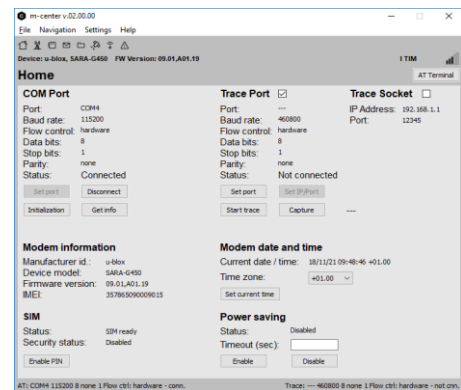 m-center v.02.00.00
File Navigation Settings Help
Device: u-blox, SARA-G450 FW Version: 09.01,A01.19 I TIM
Home AT Terminal
COM Port
Port: COM4
Baud rate: 115200
Flow control: hardware
Data bits: 8
Stop bits: 1
Parity: none
Status: Connected
Set port Disconnect
Initialization Get info
Trace Port
Port: ---
Baud rate: 460800
Flow control: hardware
Data bits: 8
Stop bits: 1
Parity: none
Status: Not connected
Set port Set IP/Port
Start trace Capture ---
Trace Socket
IP Address: 192.168.1.1
Port: 12345
Modem information
Manufacturer id.: u-blox
Device model: SARA-G450
Firmware version: 09.01,A01.19
IMEI: 357865090009015
Modem date and time
Current date / time: 18/11/21 09:48:46 +01.00
Time zone: +01.00
Set current time
SIM
Status: SIM ready
Security status: Disabled
Enable PIN
Power saving
Status: Disabled
Timeout (sec):
Enable Disable
AT: COM4 115200 8 none 1 Flow ctrl: hardware - conn. Trace: --- 460800 8 none 1 Flow ctrl: hardware - not cnn.